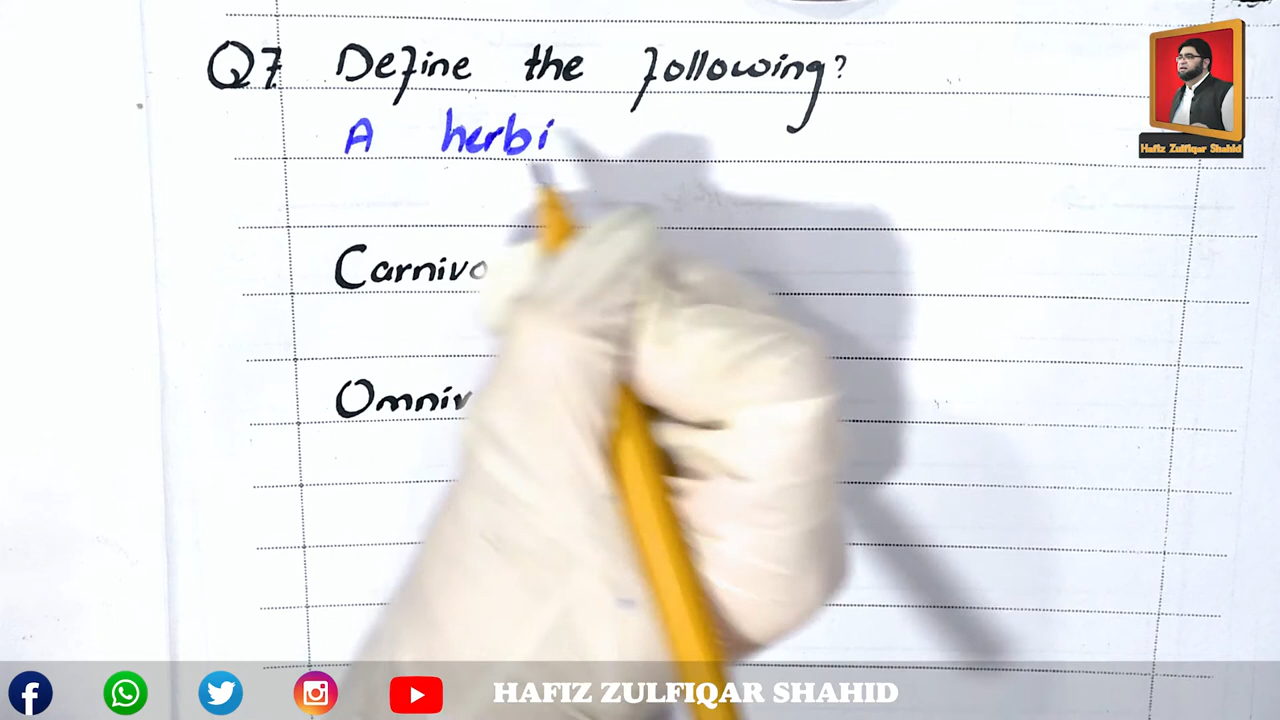 Q7 Define the following?
A herbi
Carnivo
Omniv
Hafiz Zulfiqar Shahid
HAFIZ ZULFIQAR SHAHID